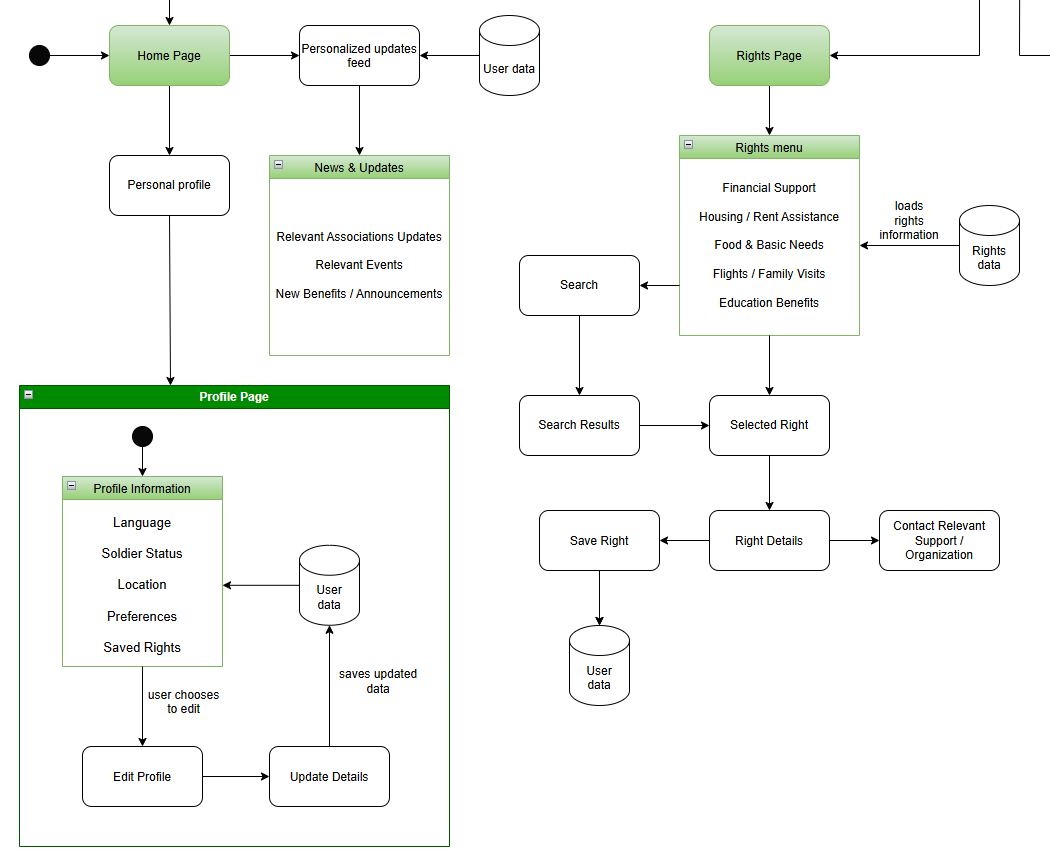 Home Page
Personalized updates
feed
User data
Rights Page
Personal profile
News & Updates
Relevant Associations Updates
Relevant Events
New Benefits / Announcements
Rights menu
Financial Support
Housing / Rent Assistance
Food & Basic Needs
Flights / Family Visits
Education Benefits
loads
rights
information
Rights
data
Search
Search Results
Selected Right
Save Right
Right Details
Contact Relevant
Support /
Organization
User
data
Profile Page
Profile Information
Language
Soldier Status
Location
Preferences
Saved Rights
User
data
saves updated
data
user chooses
to edit
Edit Profile
Update Details